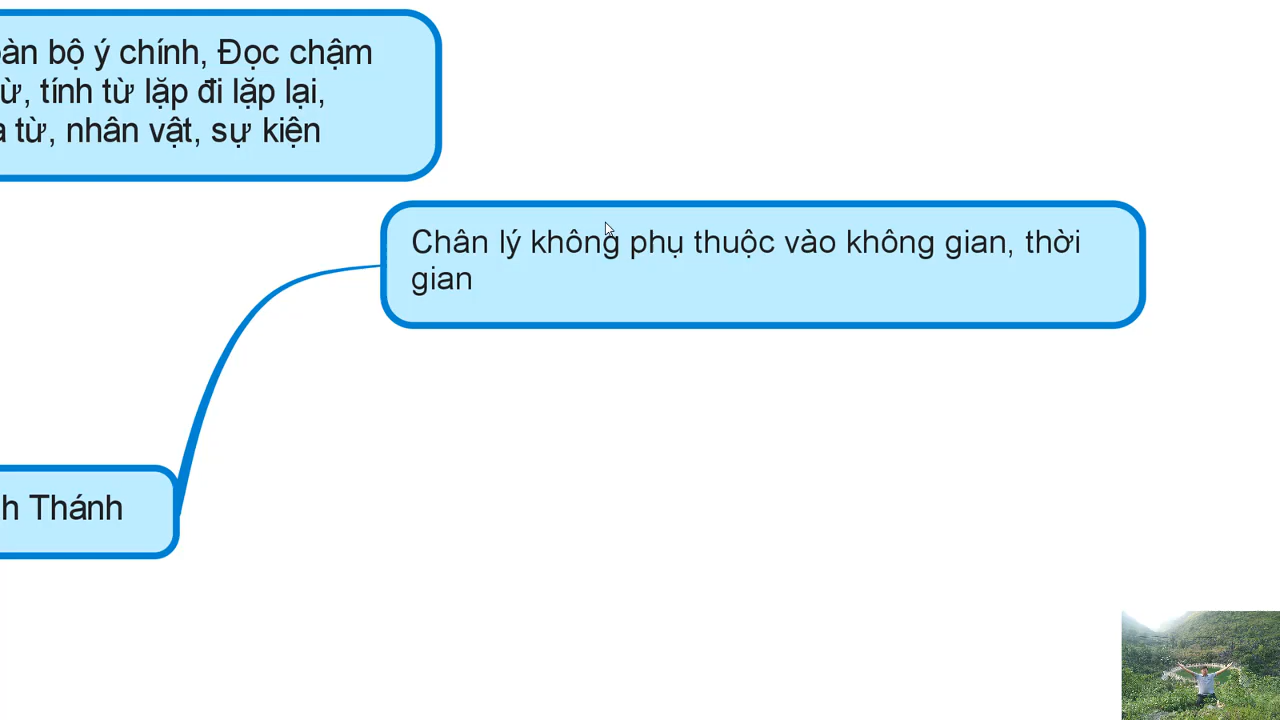 àn bộ ý chính, Đọc chậm
ừ, tính từ lặp đi lặp lại,
a từ, nhân vật, sự kiện
Chân lý không phụ thuộc vào không gian, thời
gian
h Thánh